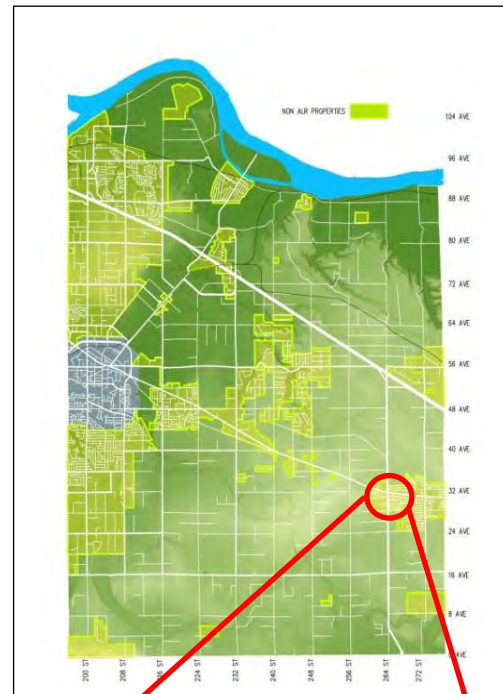 NON ALR PROPERTIES
104 AVE
96 AVE
88 AVE
80 AVE
72 AVE
64 AVE
56 AVE
48 AVE
40 AVE
32 AVE
24 AVE
16 AVE
8 AVE
AVE
200 ST
208 ST
216 ST
224 ST
232 ST
240 ST
248 ST
256 ST
264 ST
272 ST